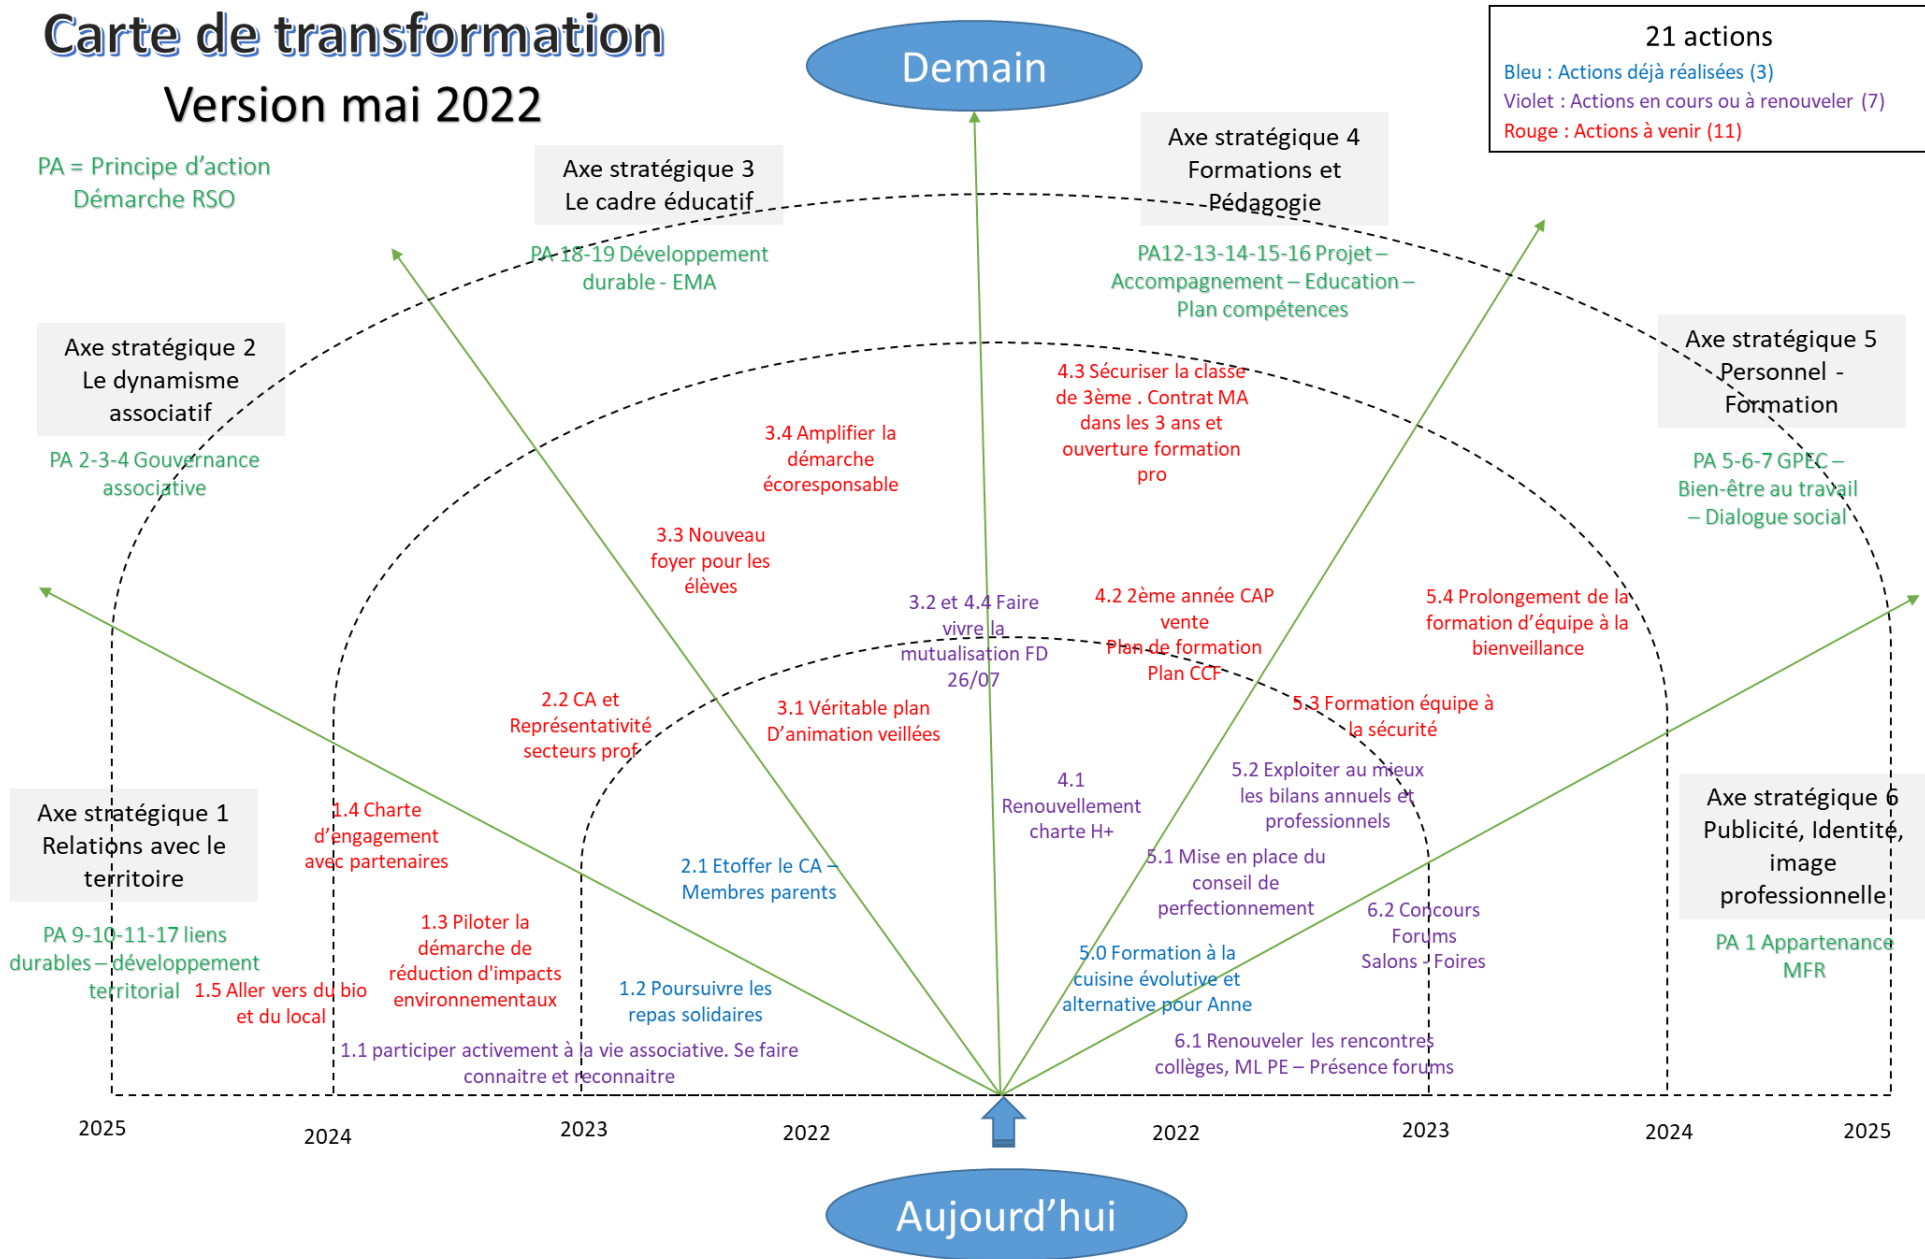 Carte de transformation
Version mai 2022
PA = Principe d'action
Démarche RSO
Demain
21 actions
Bleu : Actions déjà réalisées (3)
Violet : Actions en cours ou à renouveler (7)
Rouge : Actions à venir (11)
Axe stratégique 3
Le cadre éducatif
PA 18-19 Développement
durable - EMA
Axe stratégique 4
Formations et
Pédagogie
PA12-13-14-15-16 Projet –
Accompagnement – Education –
Plan compétences
Axe stratégique 2
Le dynamisme
associatif
PA 2-3-4 Gouvernance
associative
Axe stratégique 5
Personnel -
Formation
PA 5-6-7 GPEC –
Bien-être au travail
– Dialogue social
4.3 Sécuriser la classe
de 3ème . Contrat MA
dans les 3 ans et
ouverture formation
pro
3.4 Amplifier la
démarche
écoresponsable
3.3 Nouveau
foyer pour les
élèves
3.2 et 4.4 Faire
vivre la
mutualisation FD
26/07
4.2 2ème année CAP
vente
Plan de formation
Plan CCF
5.4 Prolongement de la
formation d'équipe à la
bienveillance
2.2 CA et
Représentativité
secteurs prof
3.1 Véritable plan
D'animation veillées
5.3 Formation équipe à
la sécurité
4.1
Renouvellement
charte H+
5.2 Exploiter au mieux
les bilans annuels et
professionnels
Axe stratégique 1
Relations avec le
territoire
PA 9-10-11-17 liens
durables – développement
territorial
1.4 Charte
d'engagement
avec partenaires
2.1 Etoffer le CA –
Membres parents
5.1 Mise en place du
conseil de
perfectionnement
Axe stratégique 6
Publicité, Identité,
image
professionnelle
PA 1 Appartenance
MFR
1.3 Piloter la
démarche de
réduction d'impacts
environnementaux
6.2 Concours
Forums
Salons - Foires
1.5 Aller vers du bio
et du local
1.2 Poursuivre les
repas solidaires
5.0 Formation à la
cuisine évolutive et
alternative pour Anne
1.1 participer activement à la vie associative. Se faire
connaitre et reconnaitre
6.1 Renouveler les rencontres
collèges, ML PE – Présence forums
2025
2024
2023
2022
2022
2023
2024
2025
Aujourd'hui